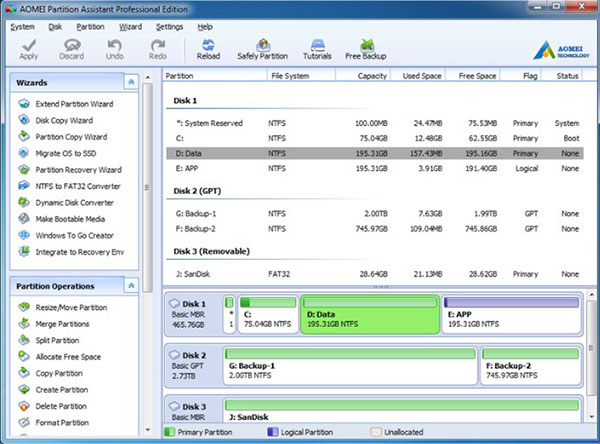 AOMEI Partition Assistant Professional Edition
System Disk Partition Wizard Settings Help
Apply Discard Undo Redo Reload Safely Partition Tutorials Free Backup
AOMEI
TECHNOLOGY
Wizards
Extend Partition Wizard
Disk Copy Wizard
Partition Copy Wizard
Migrate OS to SSD
Partition Recovery Wizard
NTFS to FAT32 Converter
Dynamic Disk Converter
Make Bootable Media
Windows To Go Creator
Integrate to Recovery Env
Partition Operations
Resize/Move Partition
Merge Partitions
Split Partition
Allocate Free Space
Copy Partition
Create Partition
Delete Partition
Format Partition
Partition File System Capacity Used Space Free Space Flag Status
Disk 1
*: System Reserved NTFS 100.00MB 24.47MB 75.53MB Primary System
C: NTFS 75.04GB 12.48GB 62.55GB Primary Boot
D: Data NTFS 195.31GB 157.43MB 195.16GB Primary None
E: APP NTFS 195.31GB 3.91GB 191.40GB Logical None
Disk 2 (GPT)
G: Backup-1 NTFS 2.00TB 7.63GB 1.99TB GPT None
F: Backup-2 NTFS 745.97GB 109.04MB 745.86GB GPT None
Disk 3 (Removable)
J: SanDisk FAT32 28.64GB 21.13MB 28.62GB Primary None
Disk 1
Basic MBR
465.76GB
*
1
C:
75.04GB NTFS
D: Data
195.31GB NTFS
E: APP
195.31GB NTFS
Disk 2
Basic GPT
2.73TB
G: Backup-1
2.00TB NTFS
F: Backup-2
745.97GB NTFS
Disk 3
Basic MBR
J: SanDisk
Primary Partition Logical Partition Unallocated